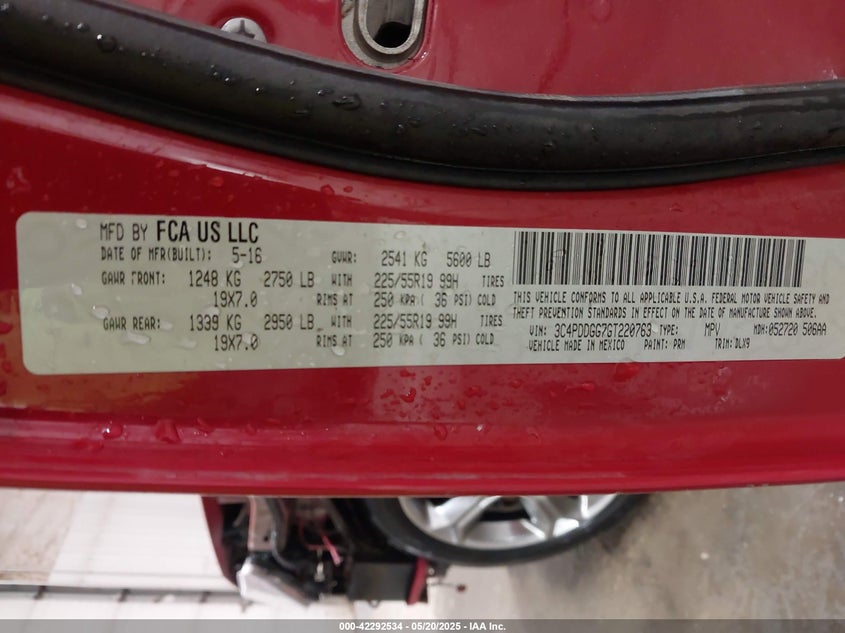 MFD BY FCA US LLC
DATE OF MFR(BUILT): 5-16 GVWR: 2541 KG 5600 LB
GAWR FRONT: 1248 KG 2750 LB WITH 225/55R19 99H TIRES
19X7.0 RIMS AT 250 KPA ( 36 PSI) COLD
GAWR REAR: 1339 KG 2950 LB WITH 225/55R19 99H TIRES
19X7.0 RIMS AT 250 KPA ( 36 PSI) COLD
THIS VEHICLE CONFORMS TO ALL APPLICABLE U.S.A. FEDERAL MOTOR VEHICLE SAFETY AND
THEFT PREVENTION STANDARDS IN EFFECT ON THE DATE OF MANUFACTURE SHOWN ABOVE.
VIN: 3C4PDDGG7GT220763 TYPE: MPV MDH: 052720 506AA
VEHICLE MADE IN MEXICO PAINT: PRM TRIM: DLX9
000-42292534 - 05/20/2025 - IAA Inc.